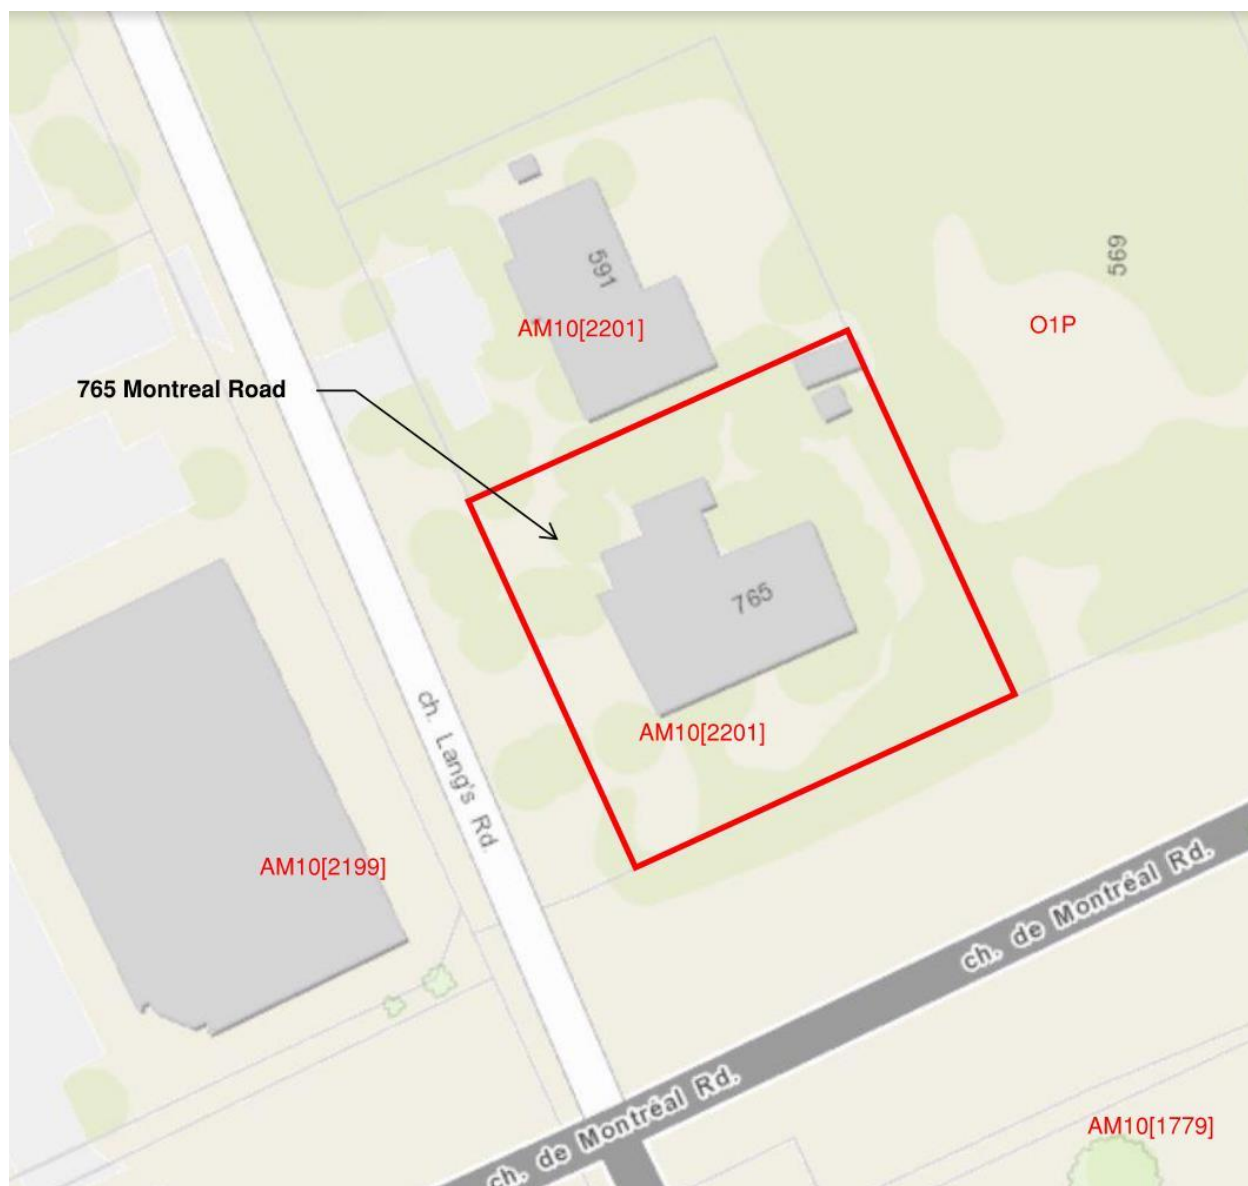 569
591
AM10[2201]
O1P
765 Montreal Road
765
ch. Lang's Rd.
AM10[2201]
AM10[2199]
ch. de Montréal Rd.
ch. de Montréal Rd.
AM10[1779]